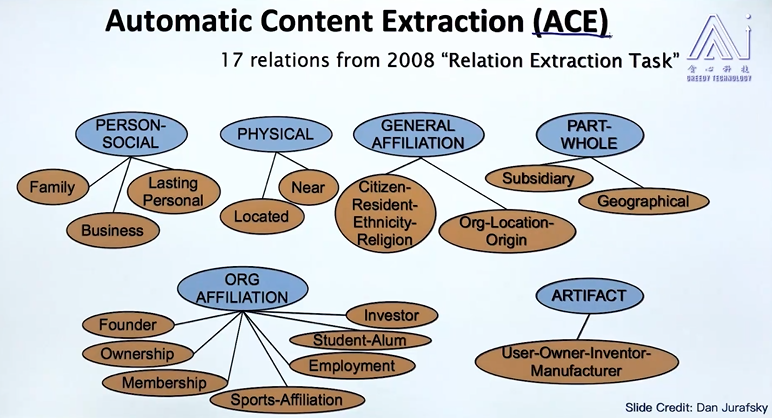 Automatic Content Extraction (ACE)
17 relations from 2008 “Relation Extraction Task”
贪心科技
GREEDY TECHNOLOGY
PERSON-
SOCIAL
PHYSICAL
GENERAL
AFFILIATION
PART-
WHOLE
Family
Lasting
Personal
Business
Near
Located
Citizen-
Resident-
Ethnicity-
Religion
Org-Location-
Origin
Subsidiary
Geographical
ORG
AFFILIATION
ARTIFACT
Founder
Ownership
Membership
Sports-Affiliation
Investor
Student-Alum
Employment
User-Owner-Inventor-
Manufacturer
Slide Credit: Dan Jurafsky